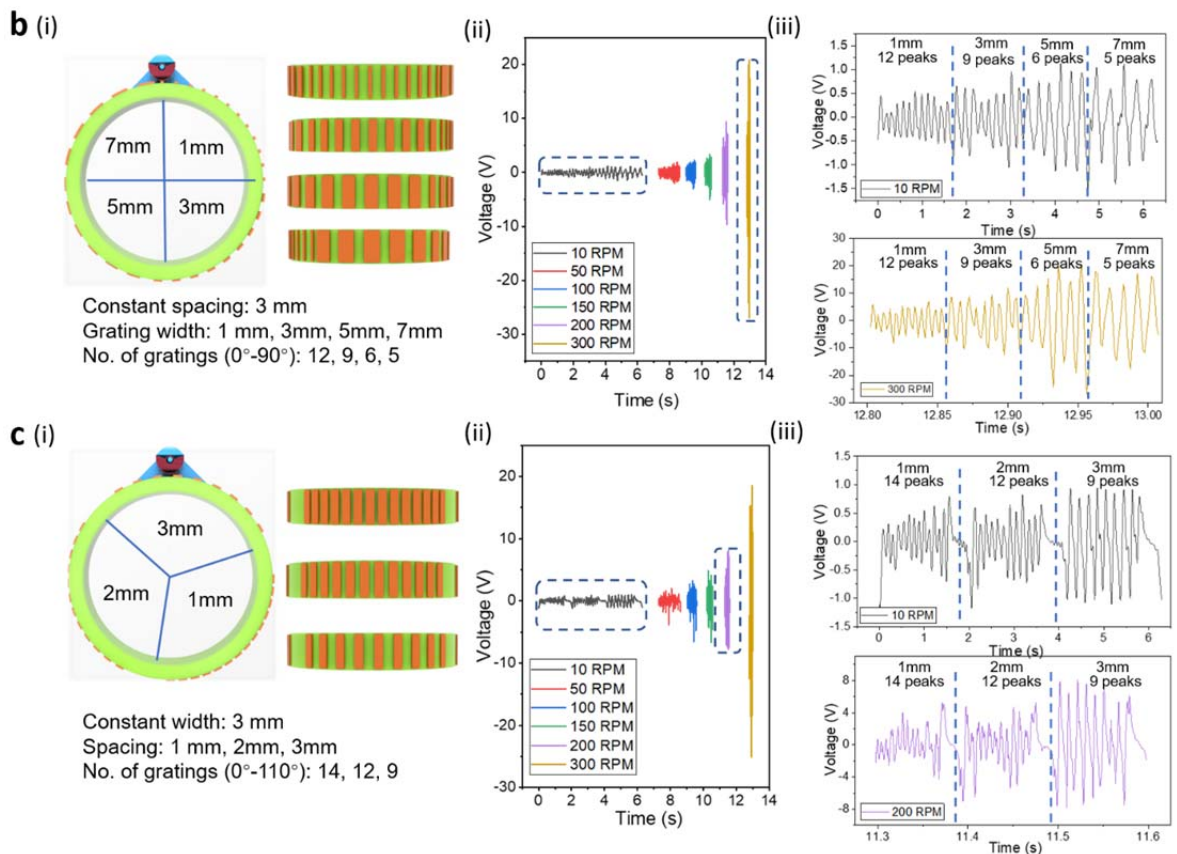 b (i)
7mm 1mm
5mm 3mm
Constant spacing: 3 mm
Grating width: 1 mm, 3mm, 5mm, 7mm
No. of gratings (0°-90°): 12, 9, 6, 5
(ii)
Voltage (V)
20
10
0
-10
-20
-30
10 RPM
50 RPM
100 RPM
150 RPM
200 RPM
300 RPM
0 2 4 6 8 10 12 14
Time (s)
(iii)
1mm 3mm 5mm 7mm
12 peaks 9 peaks 6 peaks 5 peaks
Voltage (V)
1.5
1.0
0.5
0.0
-0.5
-1.0
-1.5
10 RPM
0 1 2 3 4 5 6
Time (s)
1mm 3mm 5mm 7mm
12 peaks 9 peaks 6 peaks 5 peaks
Voltage (V)
30
20
10
0
-10
-20
-30
300 RPM
12.80 12.85 12.90 12.95 13.00
Time (s)
c (i)
3mm
2mm 1mm
Constant width: 3 mm
Spacing: 1 mm, 2mm, 3mm
No. of gratings (0°-110°): 14, 12, 9
(ii)
Voltage (V)
20
10
0
-10
-20
-30
10 RPM
50 RPM
100 RPM
150 RPM
200 RPM
300 RPM
0 2 4 6 8 10 12 14
Time (s)
(iii)
1mm 2mm 3mm
14 peaks 12 peaks 9 peaks
Voltage (V)
1.5
1.0
0.5
0.0
-0.5
-1.0
-1.5
10 RPM
0 1 2 3 4 5 6
Time (s)
1mm 2mm 3mm
14 peaks 12 peaks 9 peaks
Voltage (V)
8
4
0
-4
-8
200 RPM
11.3 11.4 11.5 11.6
Time (s)